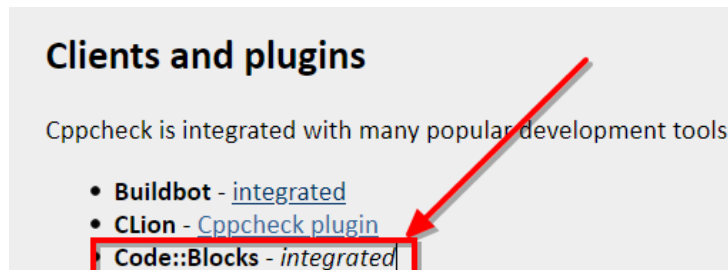 Clients and plugins
Cppcheck is integrated with many popular development tools
• Buildbot - integrated
• CLion - Cppcheck plugin
• Code::Blocks - integrated